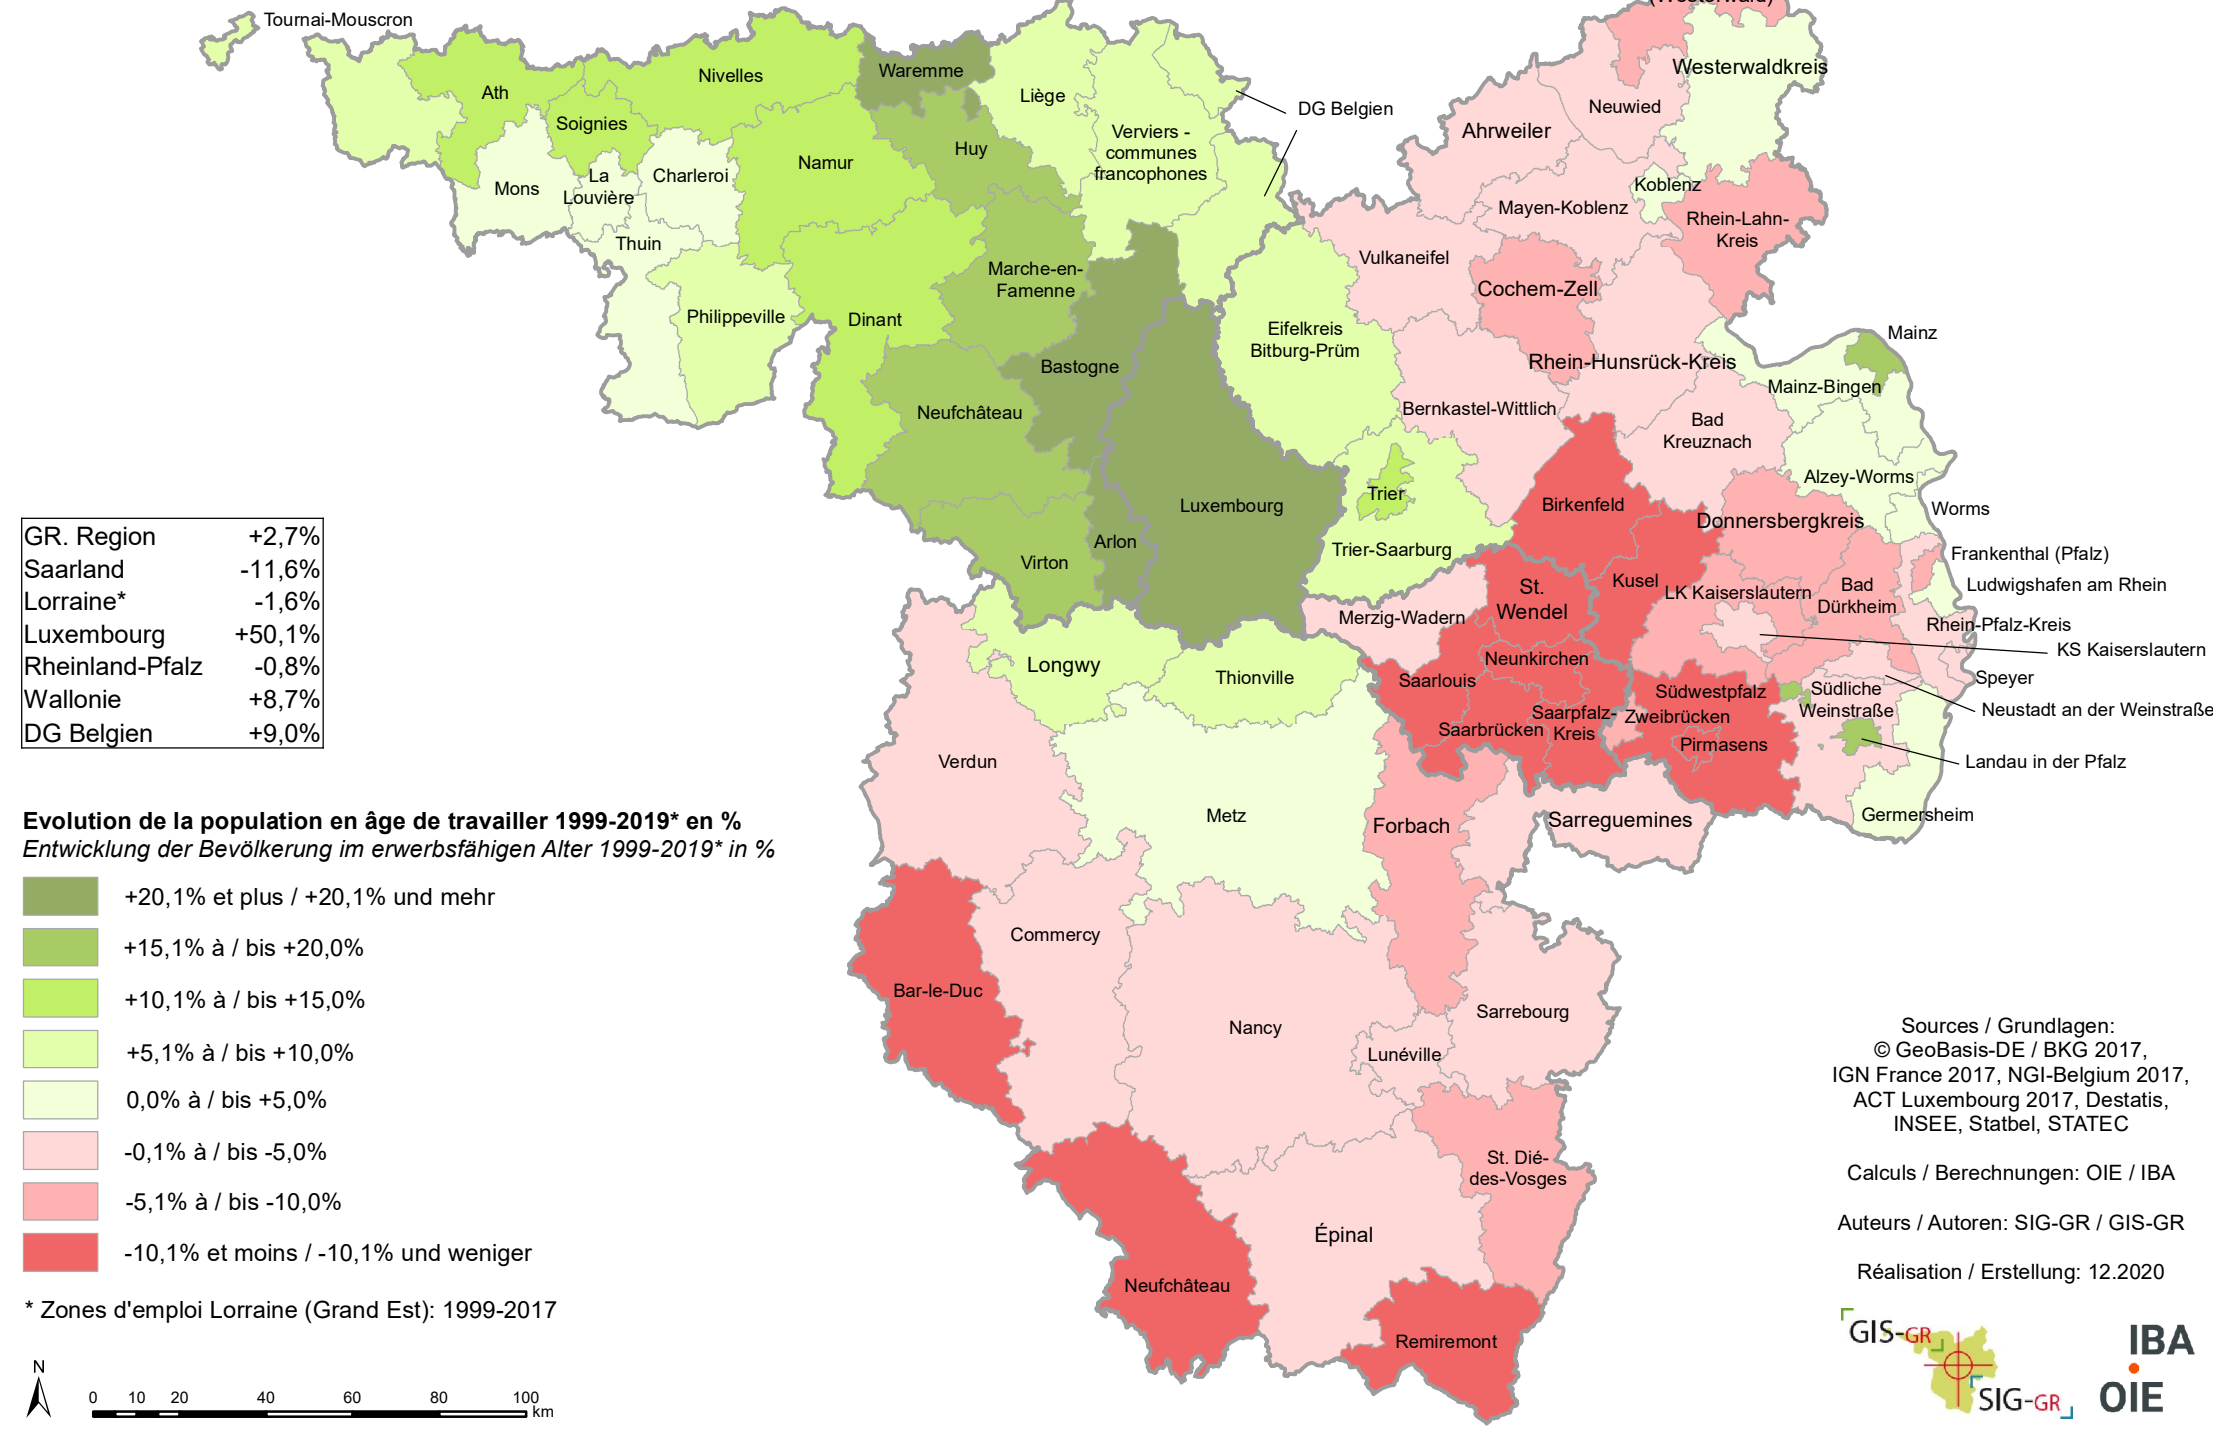 (Westerwald)
Tournai-Mouscron
Nivelles
Waremme
Westerwaldkreis
Ath
Liège
Neuwied
DG Belgien
Soignies
Ahrweiler
Verviers -
communes
francophones
Huy
Namur
Mons
La
Louvière
Charleroi
Koblenz
Mayen-Koblenz
Rhein-Lahn-
Kreis
Thuin
Vulkaneifel
Marche-en-
Famenne
Cochem-Zell
Philippeville
Dinant
Eifelkreis
Bitburg-Prüm
Mainz
Bastogne
Rhein-Hunsrück-Kreis
Mainz-Bingen
Neufchâteau
Bernkastel-Wittlich
Bad
Kreuznach
Alzey-Worms
Trier
Luxembourg
Birkenfeld
Worms
Donnersbergkreis
Arlon
Virton
Trier-Saarburg
Frankenthal (Pfalz)
Ludwigshafen am Rhein
Kusel
LK Kaiserslautern
Bad
Dürkheim
St.
Wendel
Merzig-Wadern
Rhein-Pfalz-Kreis
KS Kaiserslautern
Longwy
Thionville
Neunkirchen
Saarlouis
Speyer
Südwestpfalz
Südliche
Weinstraße
Neustadt an der Weinstraße
Saarpfalz-
Kreis
Zweibrücken
Saarbrücken
Pirmasens
Landau in der Pfalz
Verdun
Metz
Forbach
Sarreguemines
Germersheim
Commercy
Bar-le-Duc
Nancy
Sarrebourg
Lunéville
St. Dié-
des-Vosges
Épinal
Neufchâteau
Remiremont
GR. Region +2,7%
Saarland -11,6%
Lorraine* -1,6%
Luxembourg +50,1%
Rheinland-Pfalz -0,8%
Wallonie +8,7%
DG Belgien +9,0%
Evolution de la population en âge de travailler 1999-2019* en %
Entwicklung der Bevölkerung im erwerbsfähigen Alter 1999-2019* in %
+20,1% et plus / +20,1% und mehr
+15,1% à / bis +20,0%
+10,1% à / bis +15,0%
+5,1% à / bis +10,0%
0,0% à / bis +5,0%
-0,1% à / bis -5,0%
-5,1% à / bis -10,0%
-10,1% et moins / -10,1% und weniger
* Zones d'emploi Lorraine (Grand Est): 1999-2017
N
0 10 20 40 60 80 100
km
Sources / Grundlagen:
© GeoBasis-DE / BKG 2017,
IGN France 2017, NGI-Belgium 2017,
ACT Luxembourg 2017, Destatis,
INSEE, Statbel, STATEC
Calculs / Berechnungen: OIE / IBA
Auteurs / Autoren: SIG-GR / GIS-GR
Réalisation / Erstellung: 12.2020
GIS-GR
SIG-GR
IBA
OIE